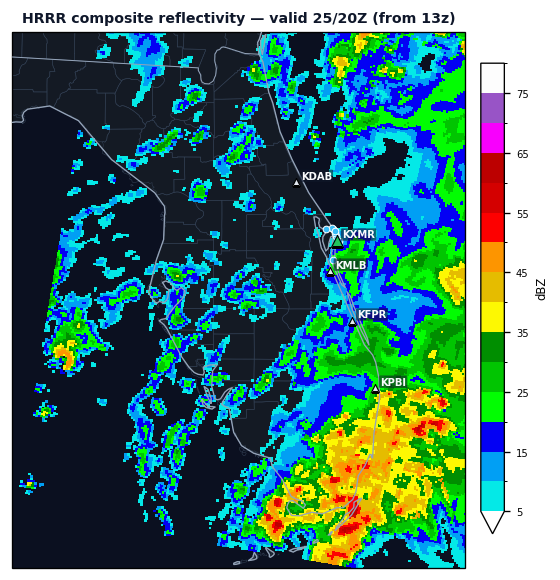 HRRR composite reflectivity — valid 25/20Z (from 13z)
KDAB
KXMR
KMLB
KFPR
KPBI
75
65
55
45
35
25
15
5
dBZ